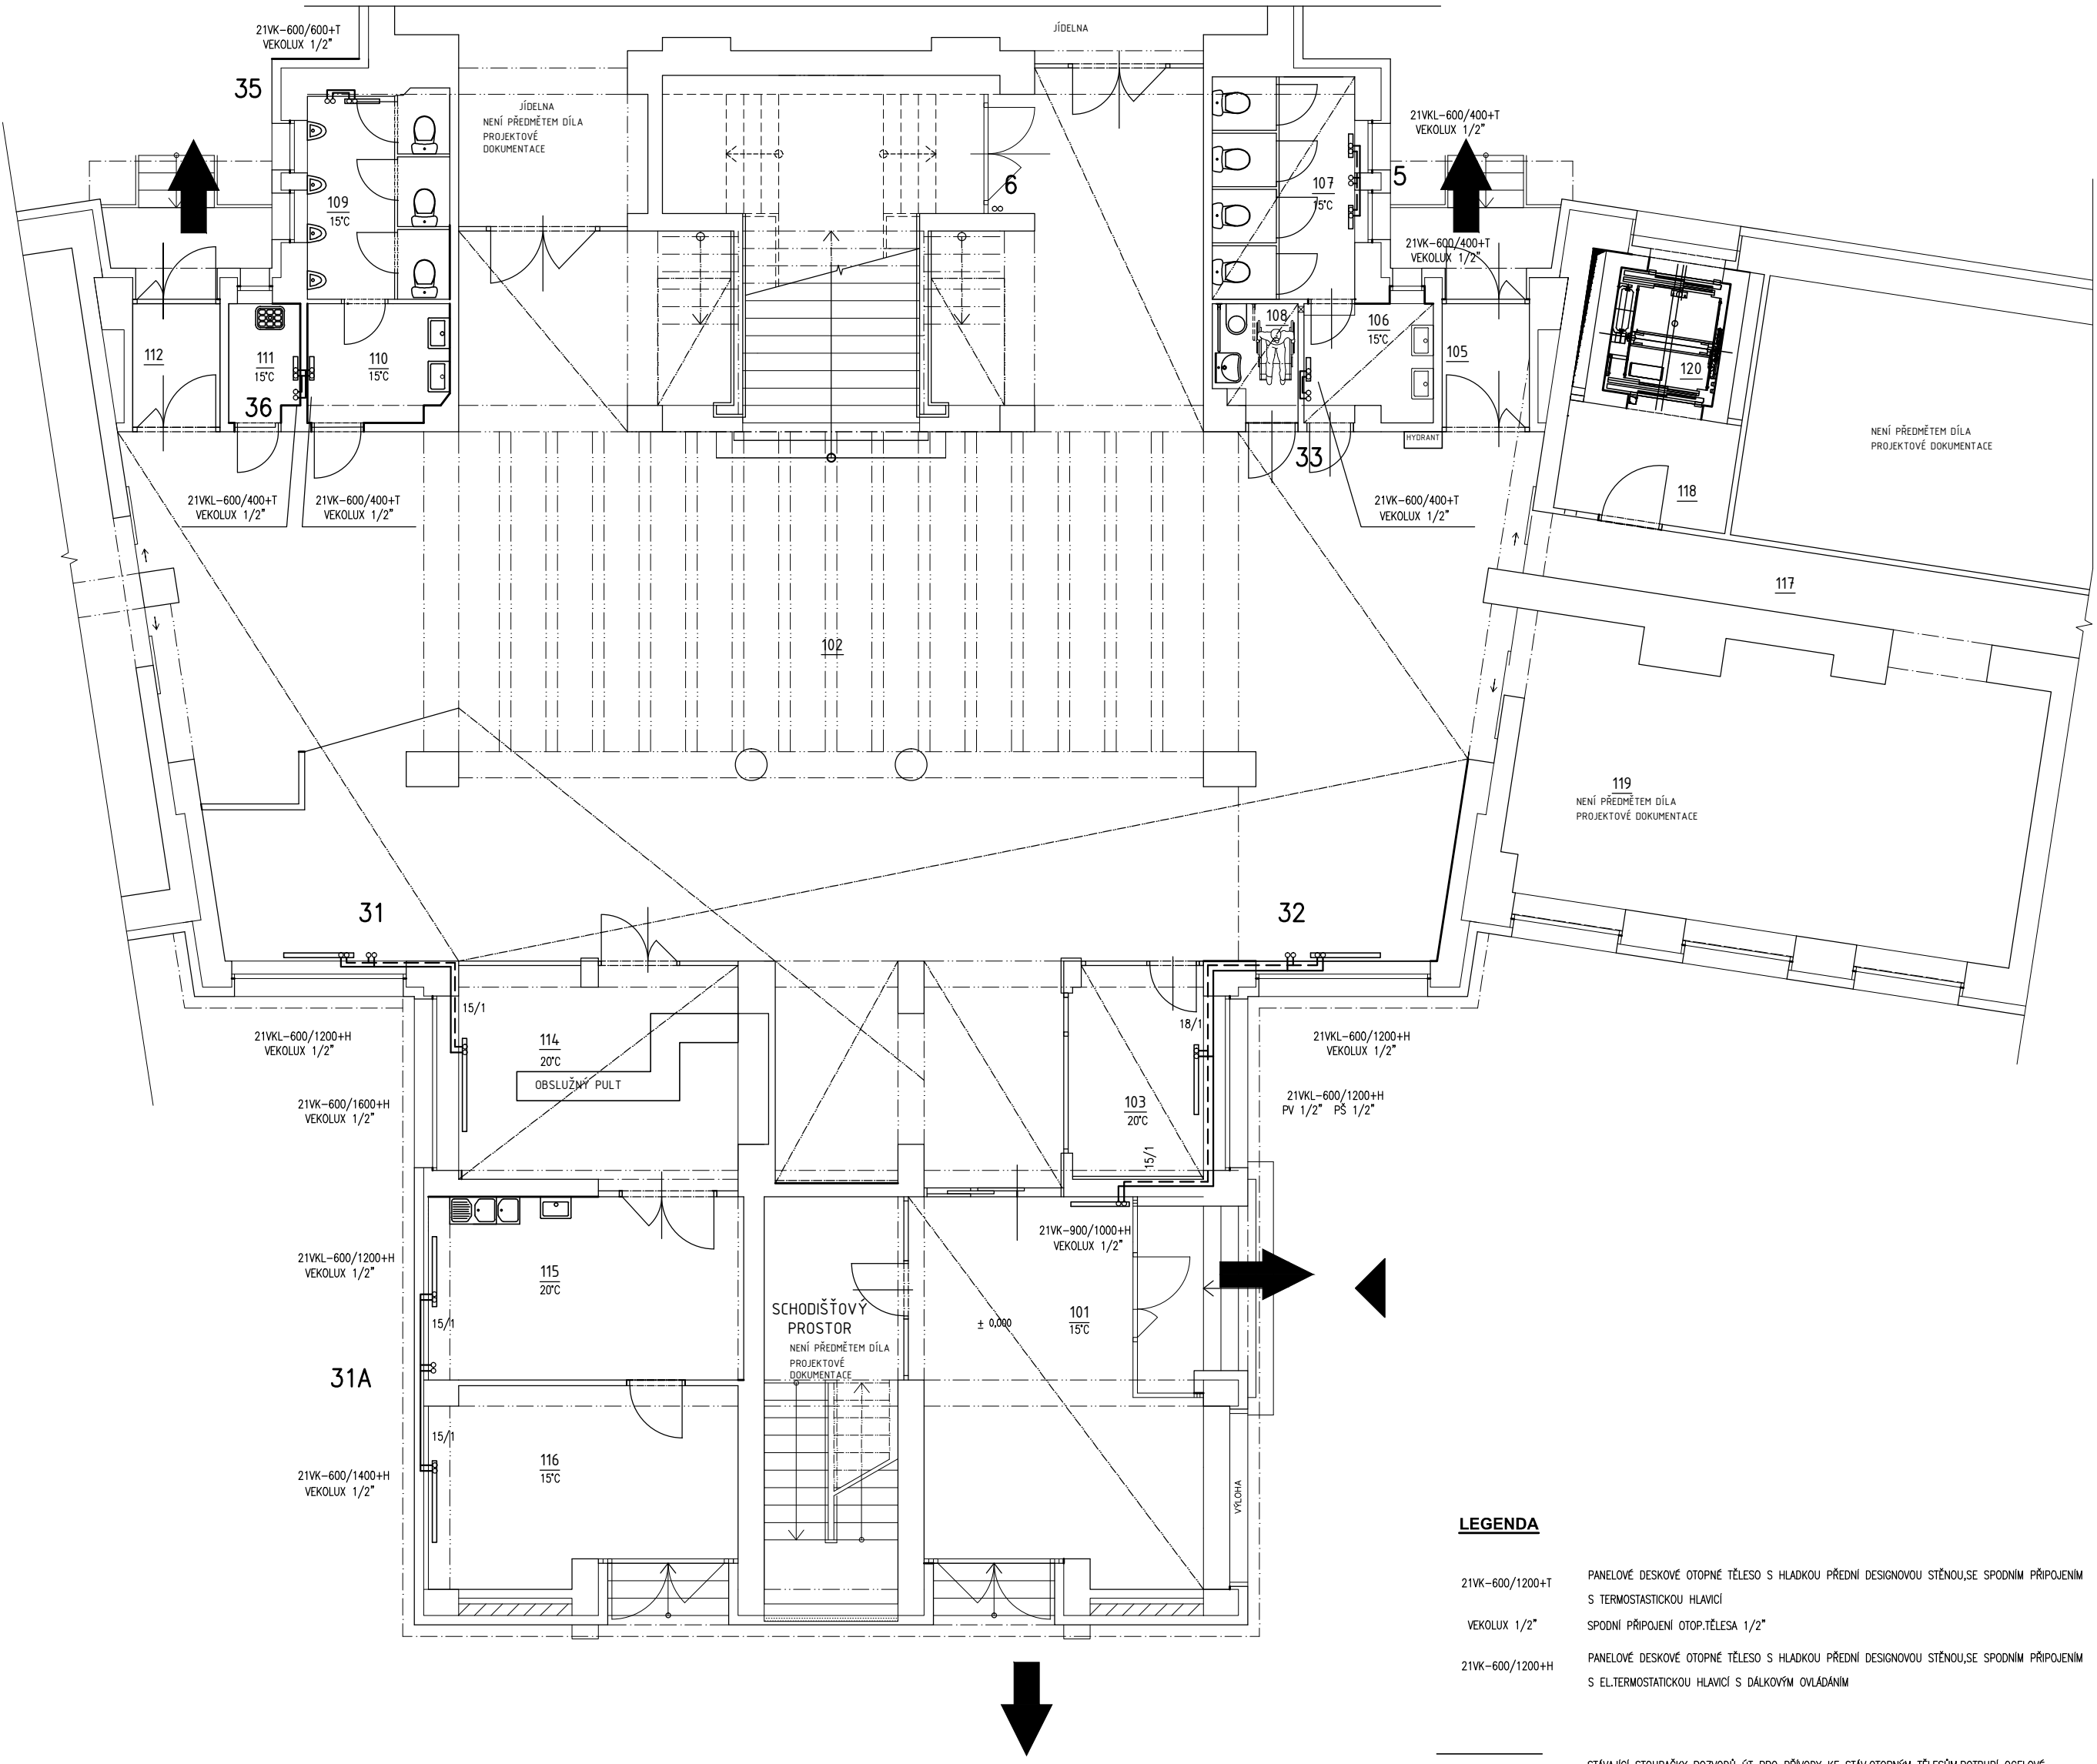 JÍDELNA
21VK-600/600+T
VEKOLUX 1/2"
35
JÍDELNA
NENÍ PŘEDMĚTEM DÍLA
PROJEKTOVÉ
DOKUMENTACE
21VKL-600/400+T
VEKOLUX 1/2"
6
5
107
15°C
109
15°C
21VK-600/400+T
VEKOLUX 1/2"
108
106
15°C
105
112
111
15°C
110
15°C
120
36
HYDRANT
33
NENÍ PŘEDMĚTEM DÍLA
PROJEKTOVÉ DOKUMENTACE
118
21VKL-600/400+T
VEKOLUX 1/2"
21VK-600/400+T
VEKOLUX 1/2"
21VK-600/400+T
VEKOLUX 1/2"
117
102
119
NENÍ PŘEDMĚTEM DÍLA
PROJEKTOVÉ DOKUMENTACE
31
32
15/1
18/1
21VKL-600/1200+H
VEKOLUX 1/2"
114
20°C
OBSLUŽNÝ PULT
21VKL-600/1200+H
VEKOLUX 1/2"
21VK-600/1600+H
VEKOLUX 1/2"
103
20°C
21VKL-600/1200+H
PV 1/2" PŠ 1/2"
15/1
21VK-900/1000+H
VEKOLUX 1/2"
21VKL-600/1200+H
VEKOLUX 1/2"
115
20°C
15/1
SCHODIŠŤOVÝ
PROSTOR
NENÍ PŘEDMĚTEM DÍLA
PROJEKTOVÉ
DOKUMENTACE
± 0,000
101
15°C
31A
15/1
116
15°C
21VK-600/1400+H
VEKOLUX 1/2"
VÝLOHA
LEGENDA
21VK-600/1200+T
PANELOVÉ DESKOVÉ OTOPNÉ TĚLESO S HLADKOU PŘEDNÍ DESIGNOVOU STĚNOU,SE SPODNÍM PŘIPOJENÍM
S TERMOSTASTICKOU HLAVICÍ
VEKOLUX 1/2"
SPODNÍ PŘIPOJENÍ OTOP.TĚLESA 1/2"
21VK-600/1200+H
PANELOVÉ DESKOVÉ OTOPNÉ TĚLESO S HLADKOU PŘEDNÍ DESIGNOVOU STĚNOU,SE SPODNÍM PŘIPOJENÍM
S EL.TERMOSTATICKOU HLAVICÍ S DÁLKOVÝM OVLÁDÁNÍM